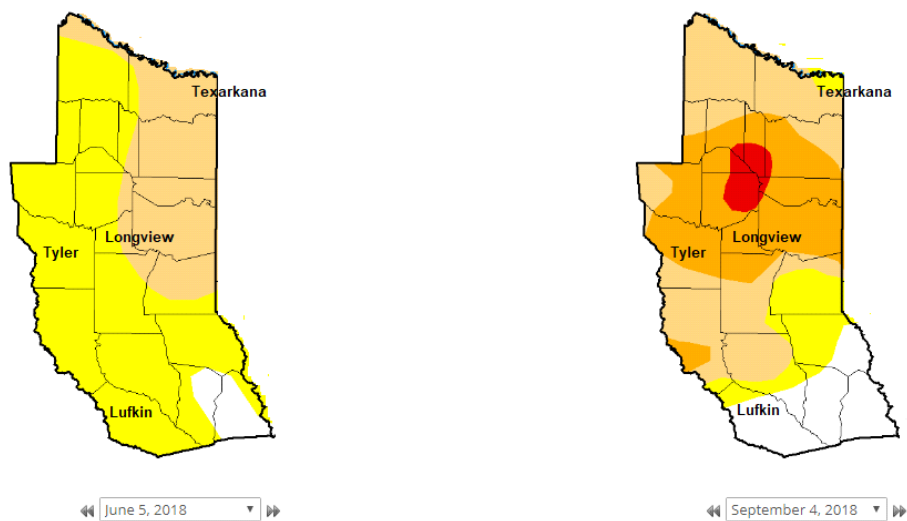 Texarkana
Longview
Tyler
Lufkin
June 5, 2018
Texarkana
Longview
Tyler
Lufkin
September 4, 2018